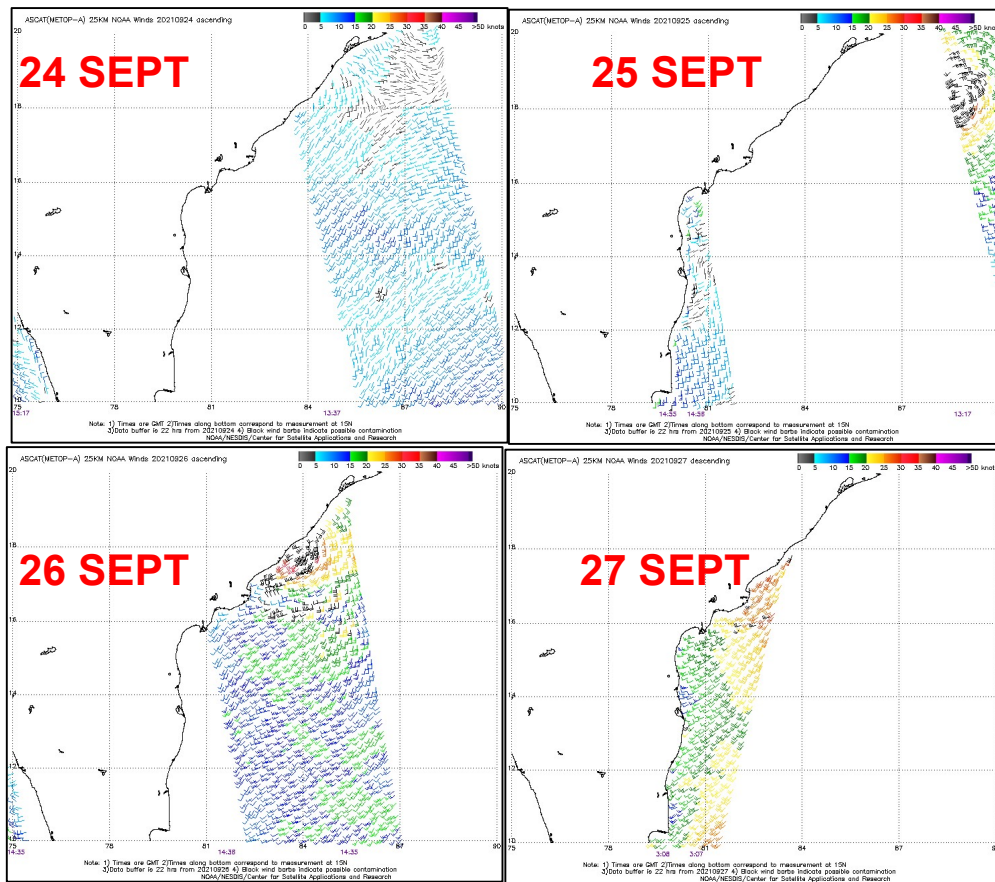 ASCAT(METOP-A) 25KM NOAA Winds 20210924 ascending
0 5 10 15 20 25 30 35 40 45 >50 knots
24 SEPT
20
18
16
14
12
10
75 78 81 84 87 90
15:17 13:37
Note: 1) Times are GMT 2)Times along bottom correspond to measurement at 15N
3)Data buffer is 22 hrs from 20210924 4) Black wind barbs indicate possible contamination
NOAA/NESDIS/Center for Satellite Applications and Research
ASCAT(METOP-A) 25KM NOAA Winds 20210925 ascending
0 5 10 15 20 25 30 35 40 45 >50 knots
25 SEPT
20
18
16
14
12
10
75 78 81 84 87
14:53 14:38 13:17
Note: 1) Times are GMT 2)Times along bottom correspond to measurement at 15N
3)Data buffer is 22 hrs from 20210925 4) Black wind barbs indicate possible contamination
NOAA/NESDIS/Center for Satellite Applications and Research
ASCAT(METOP-A) 25KM NOAA Winds 20210926 ascending
0 5 10 15 20 25 30 35 40 45 >50 knots
26 SEPT
20
18
16
14
12
10
75 78 81 84 87
14:35 14:38 14:35
Note: 1) Times are GMT 2)Times along bottom correspond to measurement at 15N
3)Data buffer is 22 hrs from 20210926 4) Black wind barbs indicate possible contamination
NOAA/NESDIS/Center for Satellite Applications and Research
ASCAT(METOP-A) 25KM NOAA Winds 20210927 descending
0 5 10 15 20 25 30 35 40 45 >50 knots
27 SEPT
20
18
16
14
12
10
75 78 81 84 87
3:08 3:07
Note: 1) Times are GMT 2)Times along bottom correspond to measurement at 15N
3)Data buffer is 22 hrs from 20210927 4) Black wind barbs indicate possible contamination
NOAA/NESDIS/Center for Satellite Applications and Research